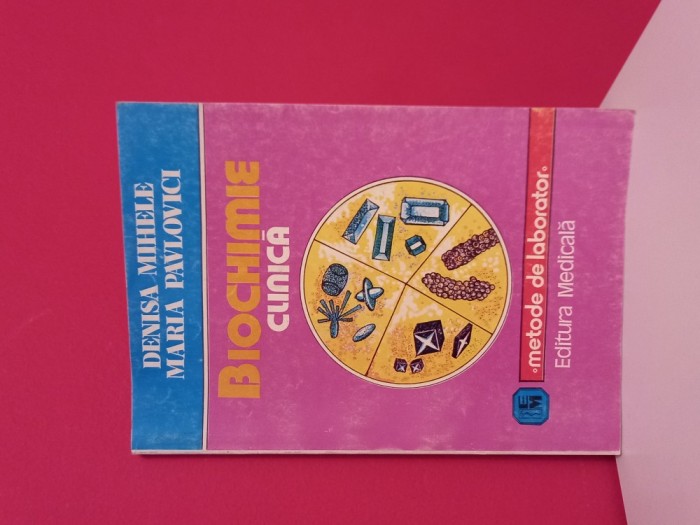 DENISA MIHELE
MARIA PAVLOVICI
BIOCHIMIE
CLINICĂ
•metode de laborator•
Editura Medicală